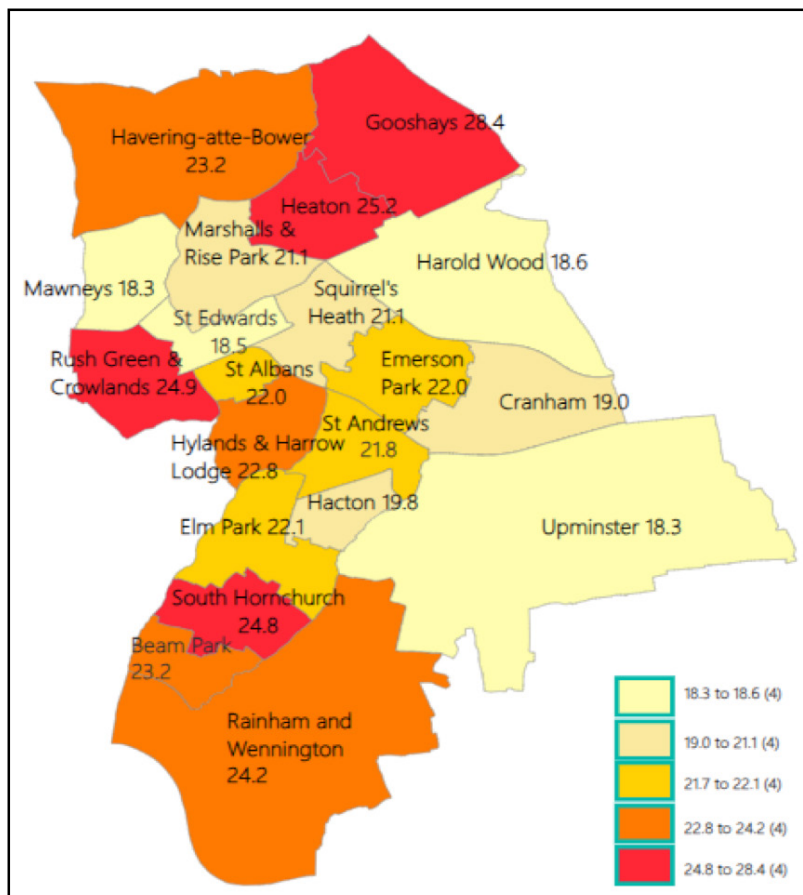 Gooshays 28.4
Havering-atte-Bower
23.2
Heaton 25.2
Marshalls &
Rise Park 21.1
Harold Wood 18.6
Mawneys 18.3
Squirrel's
Heath 21.1
St Edwards
18.5
Rush Green &
Crowlands 24.9
St Albans
22.0
Emerson
Park 22.0
Cranham 19.0
St Andrews
21.8
Hylands & Harrow
Lodge 22.8
Hacton 19.8
Elm Park 22.1
Upminster 18.3
South Hornchurch
24.8
Beam Park
23.2
Rainham and
Wennington
24.2
18.3 to 18.6 (4)
19.0 to 21.1 (4)
21.7 to 22.1 (4)
22.8 to 24.2 (4)
24.8 to 28.4 (4)